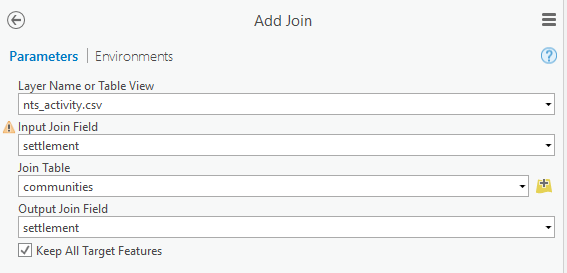 Add Join
Parameters | Environments
Layer Name or Table View
nts_activity.csv
Input Join Field
settlement
Join Table
communities
Output Join Field
settlement
Keep All Target Features